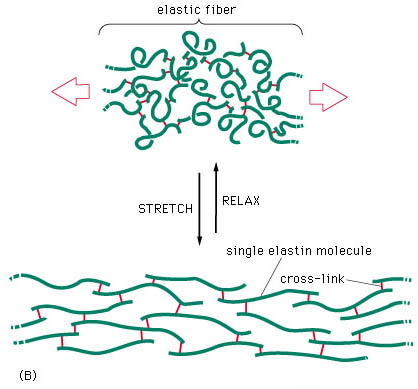 elastic fiber
STRETCH
RELAX
single elastin molecule
cross-link
(B)